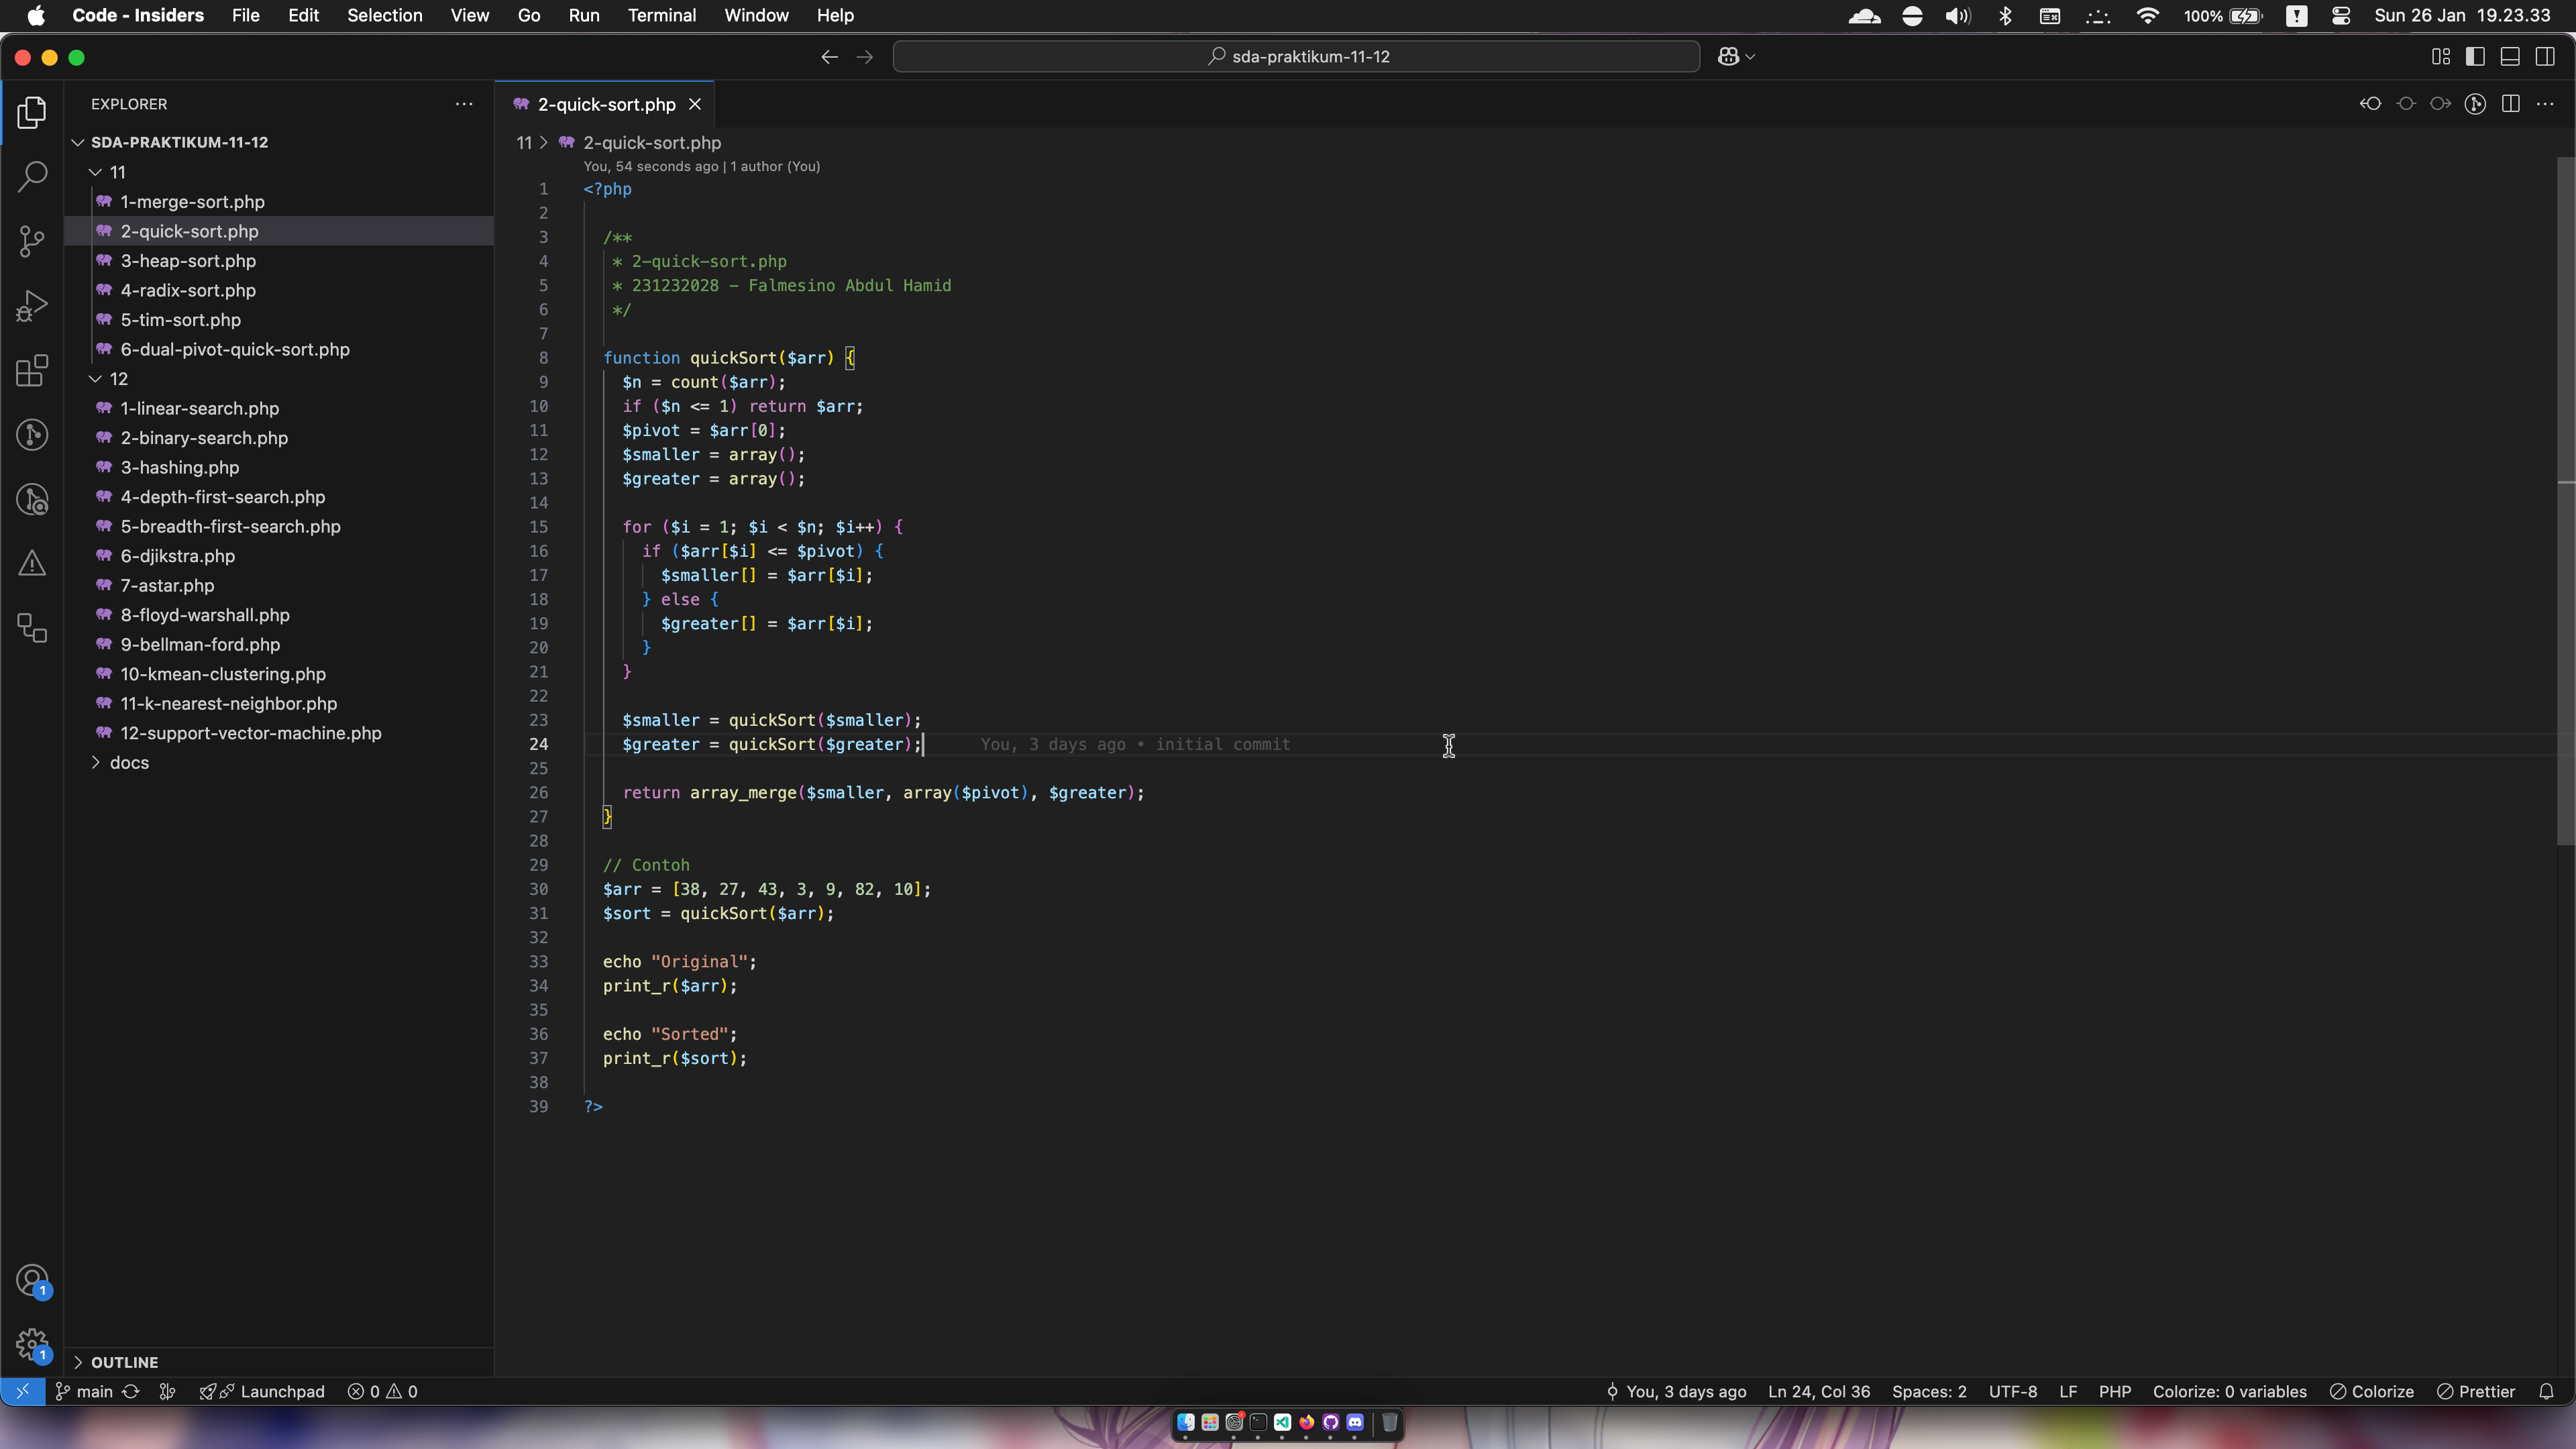 Code - Insiders File Edit Selection View Go Run Terminal Window Help 100% Sun 26 Jan 19.23.33
sda-praktikum-11-12
EXPLORER
SDA-PRAKTIKUM-11-12
11
1-merge-sort.php
2-quick-sort.php
3-heap-sort.php
4-radix-sort.php
5-tim-sort.php
6-dual-pivot-quick-sort.php
12
1-linear-search.php
2-binary-search.php
3-hashing.php
4-depth-first-search.php
5-breadth-first-search.php
6-djikstra.php
7-astar.php
8-floyd-warshall.php
9-bellman-ford.php
10-kmean-clustering.php
11-k-nearest-neighbor.php
12-support-vector-machine.php
docs
OUTLINE
1
1
2-quick-sort.php
11 > 2-quick-sort.php
You, 54 seconds ago | 1 author (You)
1 <?php
2
3 /**
4 * 2-quick-sort.php
5 * 231232028 - Falmesino Abdul Hamid
6 */
7
8 function quickSort($arr) {
9 $n = count($arr);
10 if ($n <= 1) return $arr;
11 $pivot = $arr[0];
12 $smaller = array();
13 $greater = array();
14
15 for ($i = 1; $i < $n; $i++) {
16 if ($arr[$i] <= $pivot) {
17 $smaller[] = $arr[$i];
18 } else {
19 $greater[] = $arr[$i];
20 }
21 }
22
23 $smaller = quickSort($smaller);
24 $greater = quickSort($greater); You, 3 days ago • initial commit
25
26 return array_merge($smaller, array($pivot), $greater);
27 }
28
29 // Contoh
30 $arr = [38, 27, 43, 3, 9, 82, 10];
31 $sort = quickSort($arr);
32
33 echo "Original";
34 print_r($arr);
35
36 echo "Sorted";
37 print_r($sort);
38
39 ?>
main Launchpad 0 0 You, 3 days ago Ln 24, Col 36 Spaces: 2 UTF-8 LF PHP Colorize: 0 variables Colorize Prettier